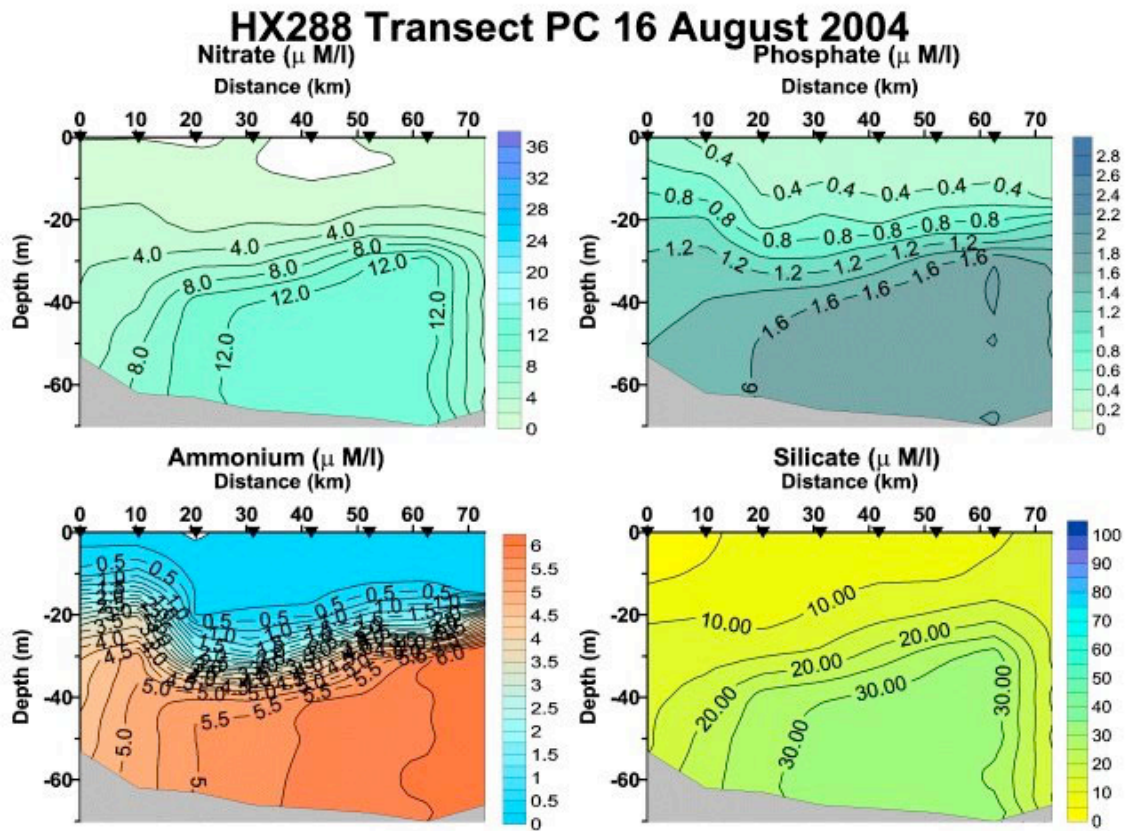 HX288 Transect PC 16 August 2004
Nitrate (μ M/l)
Distance (km)
0 10 20 30 40 50 60 70
Depth (m)
0
-20
-40
-60
4.0 4.0 4.0
8.0 8.0 8.0
12.0 12.0
8.0 12.0 12.0
36
32
28
24
20
16
12
8
4
0
Phosphate (μ M/l)
Distance (km)
0 10 20 30 40 50 60 70
Depth (m)
0
-20
-40
-60
0.4 0.4 0.4 0.4 0.4 0.4
0.8 0.8 0.8 0.8 0.8 0.8 0.8
1.2 1.2 1.2 1.2 1.2 1.2
1.6 1.6 1.6 1.6 1.6
2.8
2.6
2.4
2.2
2
1.8
1.6
1.4
1.2
1
0.8
0.6
0.4
0.2
0
Ammonium (μ M/l)
Distance (km)
0 10 20 30 40 50 60 70
Depth (m)
0
-20
-40
-60
0.5 0.5 0.5 0.5 0.5 0.5
4.5 5.0 5.0
5.5 5.5 5.5 6.0
5.0
6
5.5
5
4.5
4
3.5
3
2.5
2
1.5
1
0.5
0
Silicate (μ M/l)
Distance (km)
0 10 20 30 40 50 60 70
Depth (m)
0
-20
-40
-60
10.00 10.00
20.00 20.00
20.00 30.00
30.00 30.00
100
90
80
70
60
50
40
30
20
10
0